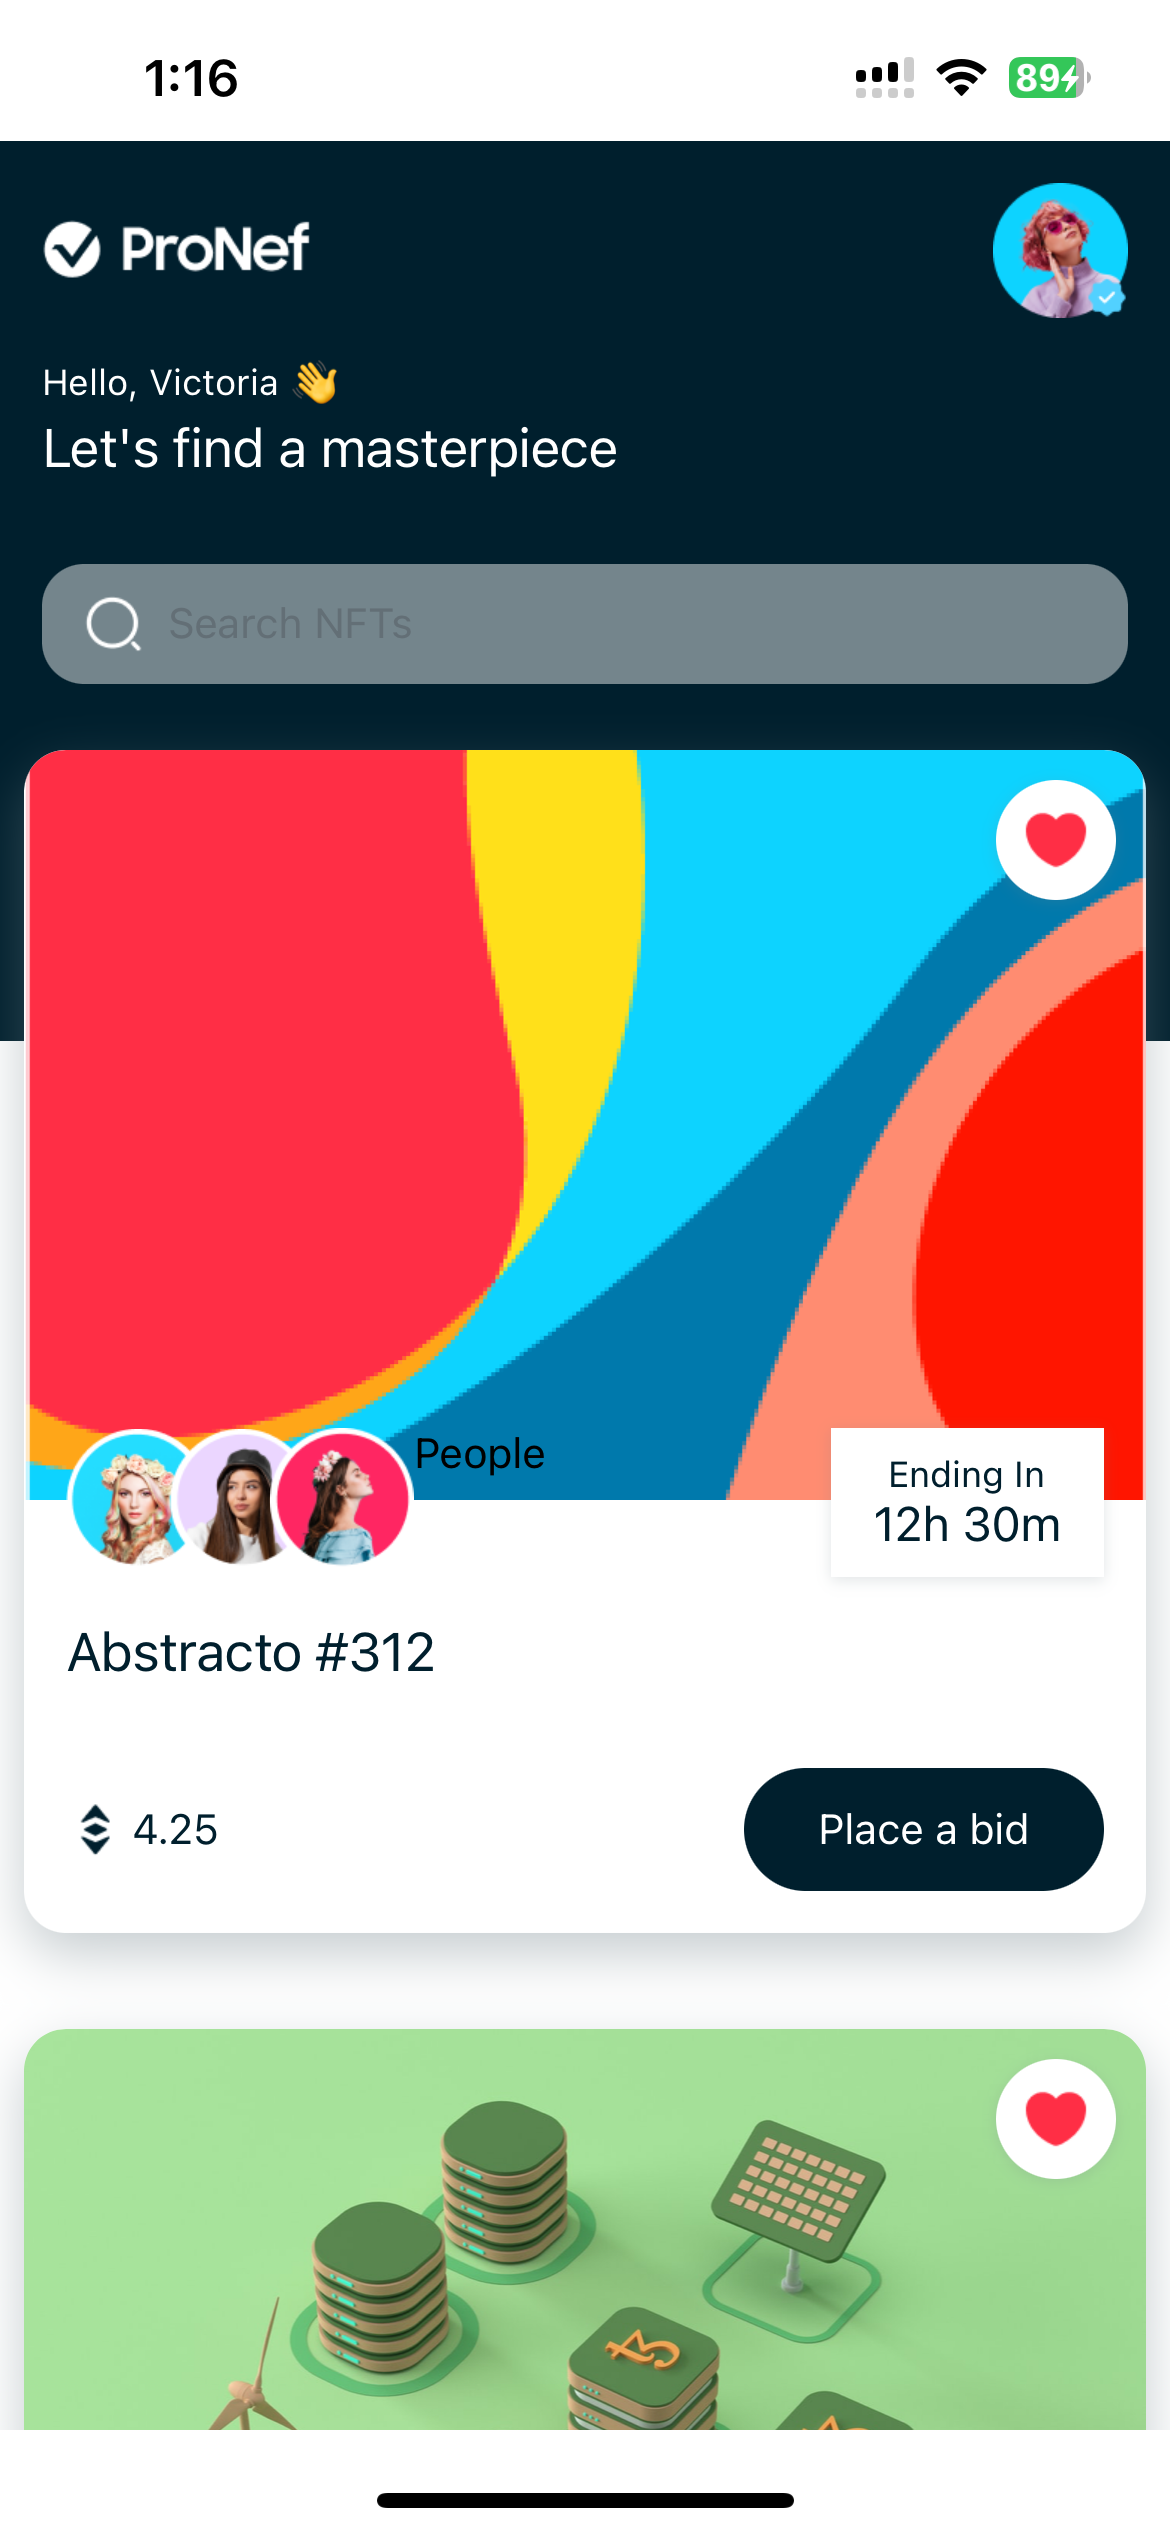 1:16
89
ProNef
Hello, Victoria 👋
Let's find a masterpiece
Search NFTs
People
Ending In
12h 30m
Abstracto #312
4.25
Place a bid